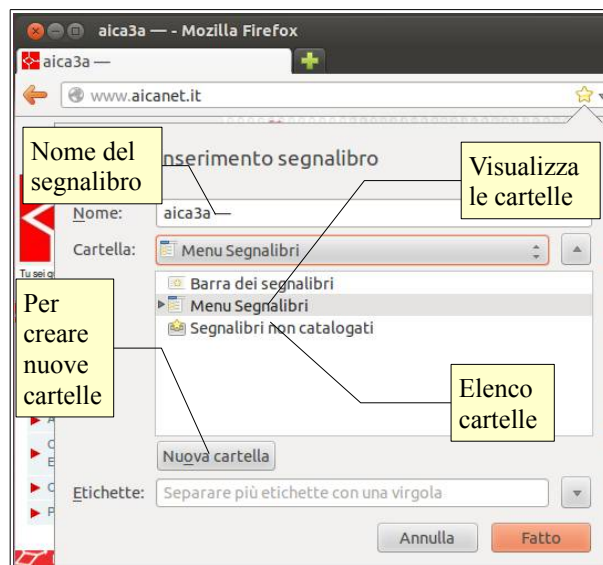 aica3a — - Mozilla Firefox
aica3a —
www.aicanet.it
Nome del
segnalibro
nserimento segnalibro
Visualizza
le cartelle
Nome:
aica3a —
Cartella:
Menu Segnalibri
Tu sei q
Barra dei segnalibri
Menu Segnalibri
Segnalibri non catalogati
Per
creare
nuove
cartelle
Elenco
cartelle
Nuova cartella
Etichette:
Separare più etichette con una virgola
Annulla
Fatto